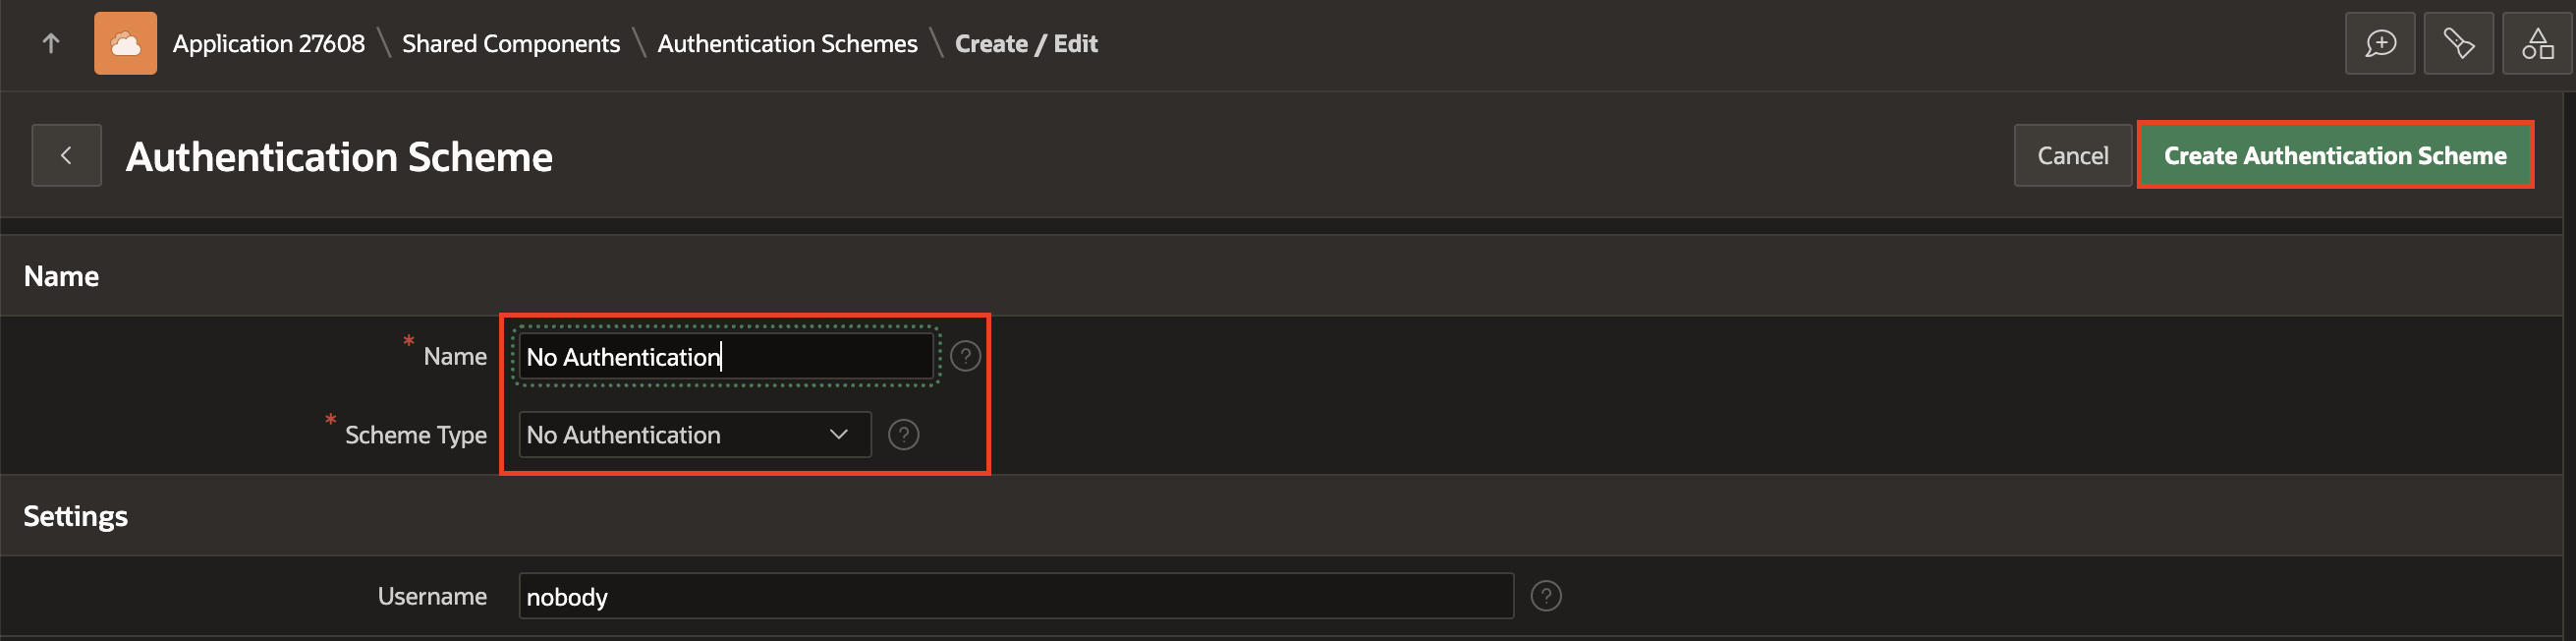 Application 27608 \ Shared Components \ Authentication Schemes \ Create / Edit
Authentication Scheme
Cancel
Create Authentication Scheme
Name
* Name No Authentication ?
* Scheme Type No Authentication ?
Settings
Username nobody ?